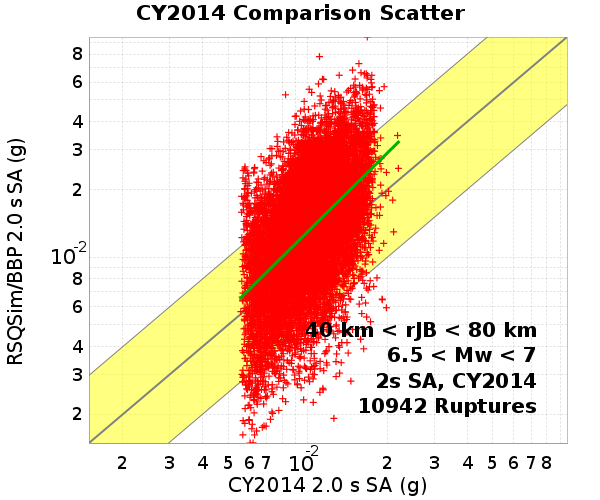 CY2014 Comparison Scatter
RSQSim/BBP 2.0 s SA (g)
8
6
4
3
2
10-2
8
6
4
3
2
40 km < rJB < 80 km
6.5 < Mw < 7
2s SA, CY2014
10942 Ruptures
2 3 4 5 6 7 10-2 2 3 4 5 6 7 8
CY2014 2.0 s SA (g)